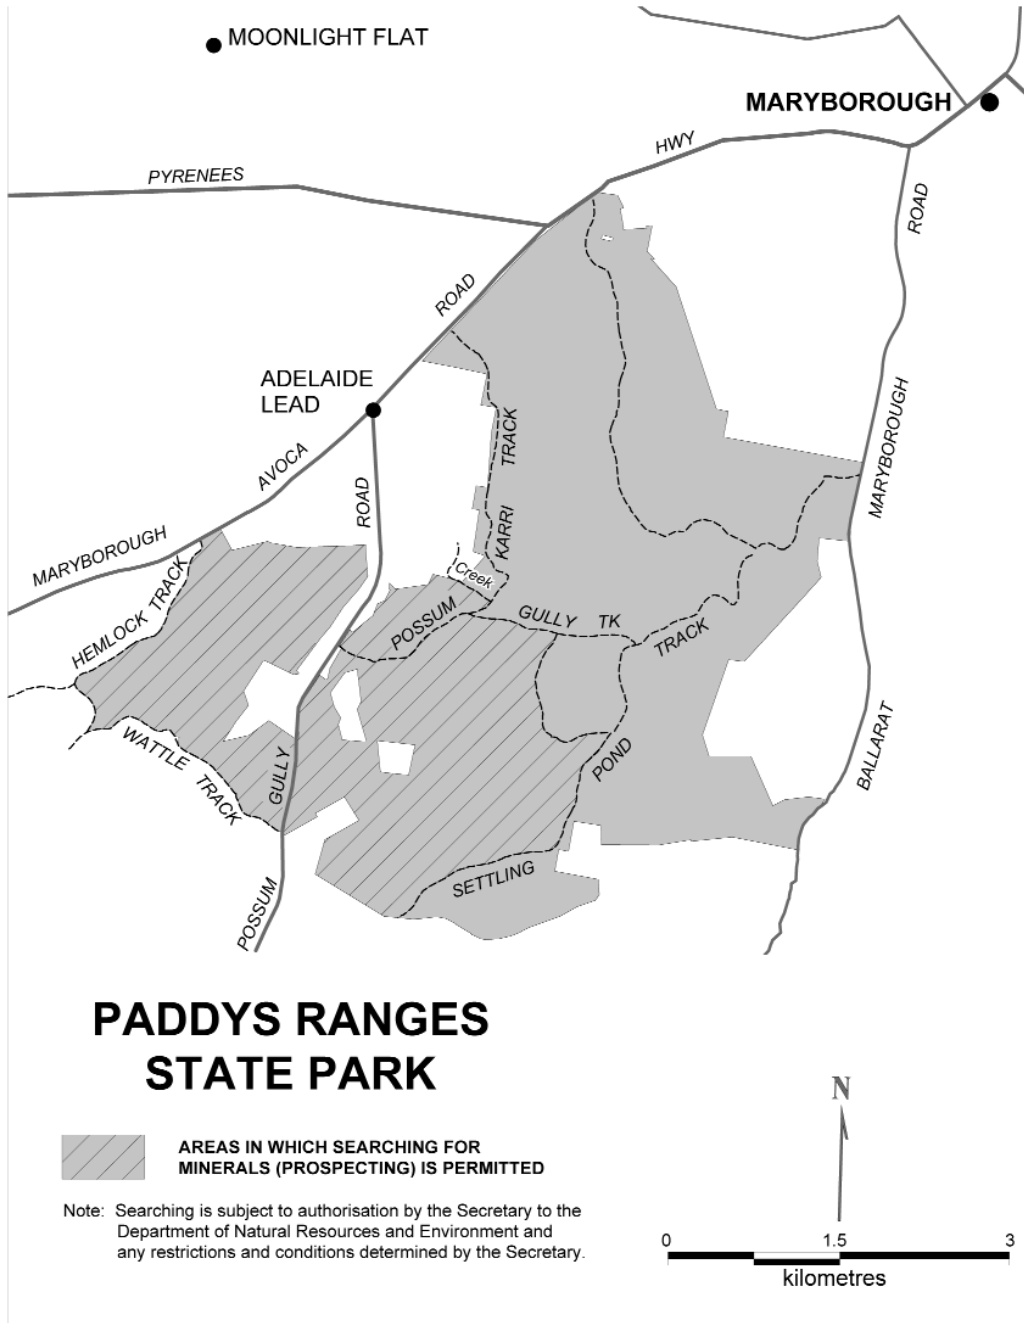 MOONLIGHT FLAT
MARYBOROUGH
HWY
PYRENEES
ROAD
ROAD
ADELAIDE
LEAD
TRACK
MARYBOROUGH
AVOCA
ROAD
KARRI
MARYBOROUGH
Creek
HEMLOCK TRACK
POSSUM
GULLY TK
TRACK
WATTLE TRACK
POND
BALLARAT
GULLY
SETTLING
POSSUM
PADDYS RANGES
STATE PARK
N
AREAS IN WHICH SEARCHING FOR
MINERALS (PROSPECTING) IS PERMITTED
Note: Searching is subject to authorisation by the Secretary to the
Department of Natural Resources and Environment and
any restrictions and conditions determined by the Secretary.
0 1.5 3
kilometres